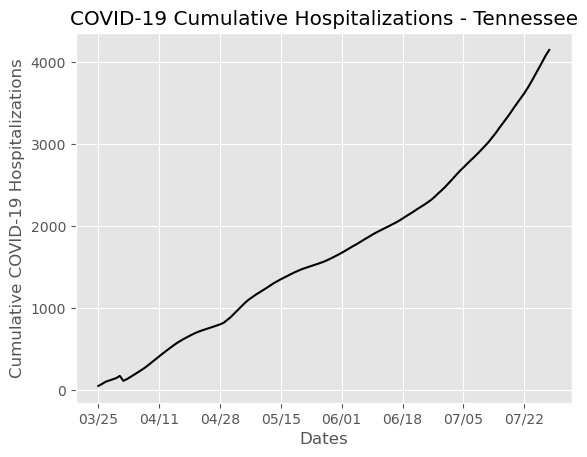 COVID-19 Cumulative Hospitalizations - Tennessee
Cumulative COVID-19 Hospitalizations
4000
3000
2000
1000
0
03/25 04/11 04/28 05/15 06/01 06/18 07/05 07/22
Dates